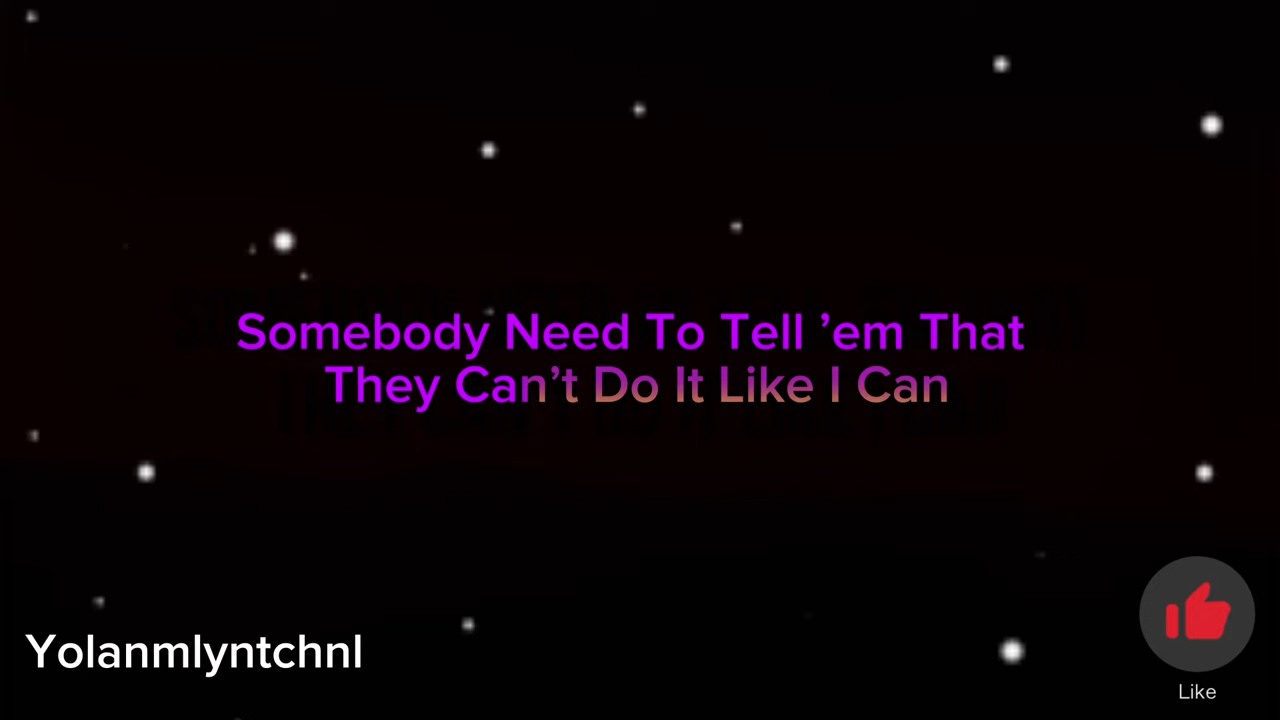 Somebody Need To Tell ’em That
They Can’t Do It Like I Can
Yolanmlyntchnl
Like